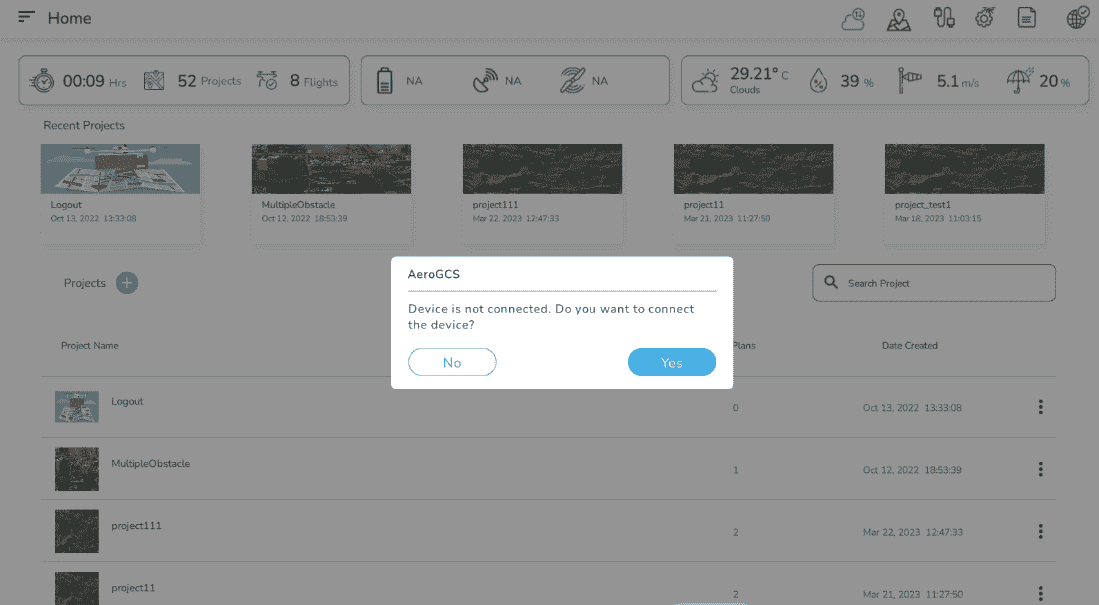 Home
00:09 Hrs 52 Projects 8 Flights
NA NA NA
29.21° C
Clouds
39 % 5.1 m/s 20 %
Recent Projects
Logout
Oct 13, 2022 13:33:08
MultipleObstacle
Oct 12, 2022 18:53:39
project111
Mar 22, 2023 12:47:33
project11
Mar 21, 2023 11:27:50
project_test1
Mar 18, 2023 11:03:15
AeroGCS
Device is not connected. Do you want to connect
the device?
No Yes
Projects
Search Project
Project Name Plans Date Created
Logout 0 Oct 13, 2022 13:33:08
MultipleObstacle 1 Oct 12, 2022 18:53:39
project111 2 Mar 22, 2023 12:47:33
project11 2 Mar 21, 2023 11:27:50